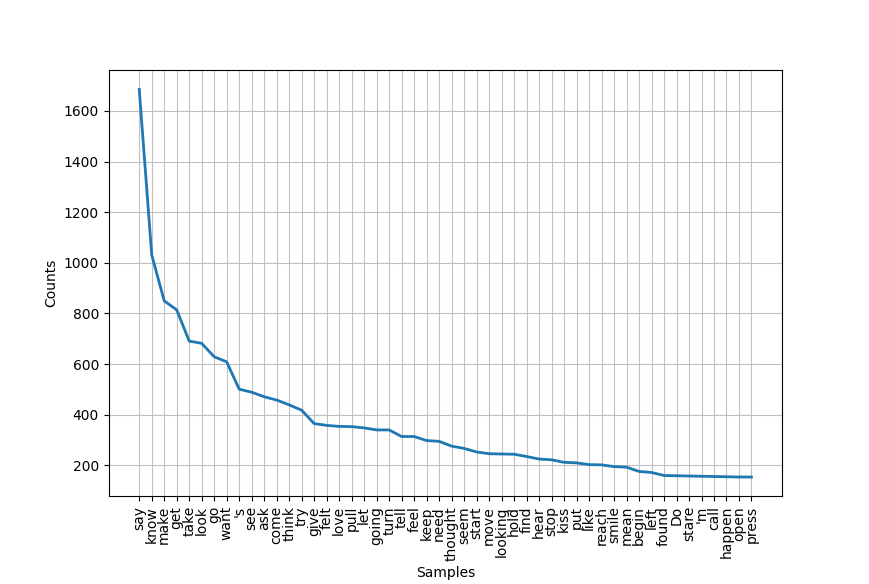 1600
1400
1200
1000
800
600
400
200
Counts
say
know
make
get
take
look
go
want
's
see
ask
come
think
try
give
felt
love
pull
let
going
turn
tell
feel
keep
need
thought
seem
start
move
looking
hold
find
hear
stop
kiss
put
like
reach
smile
mean
begin
left
found
Do
stare
'm
call
happen
open
press
Samples